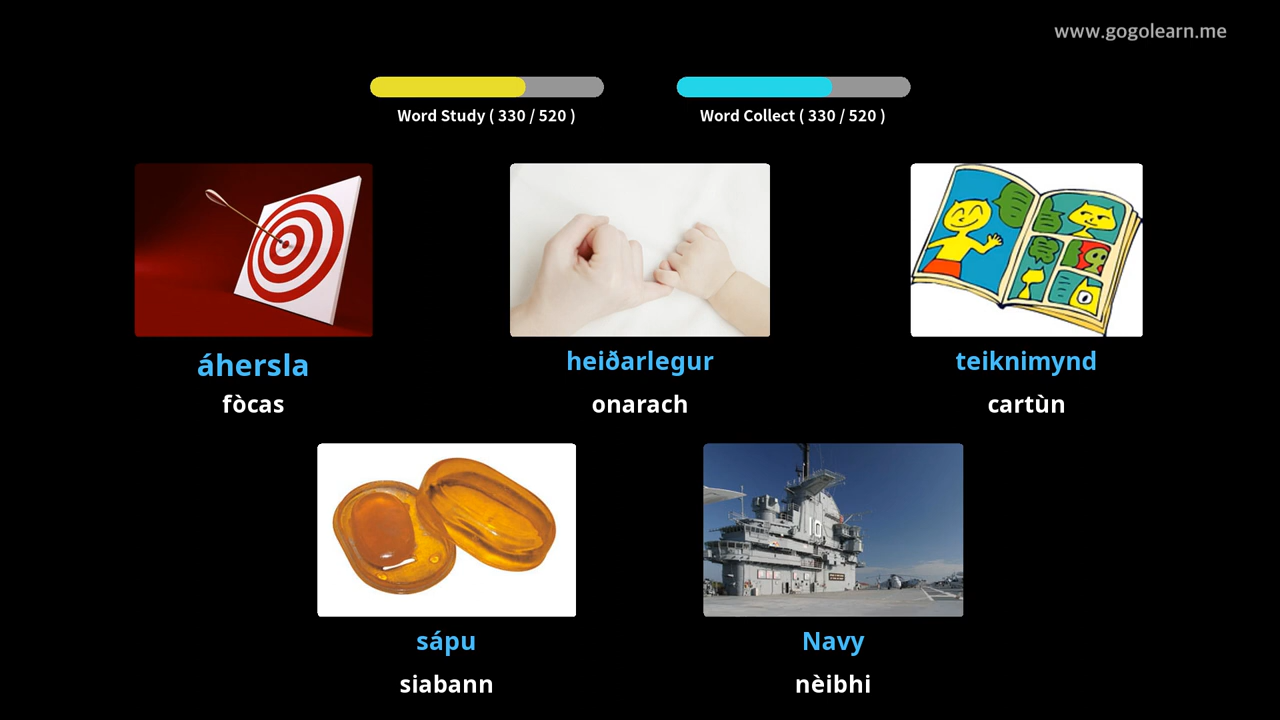 www.gogolearn.me
Word Study ( 330 / 520 )
Word Collect ( 330 / 520 )
áhersla
fòcas
heiðarlegur
onarach
teiknimynd
cartùn
10
sápu
siabann
Navy
nèibhi